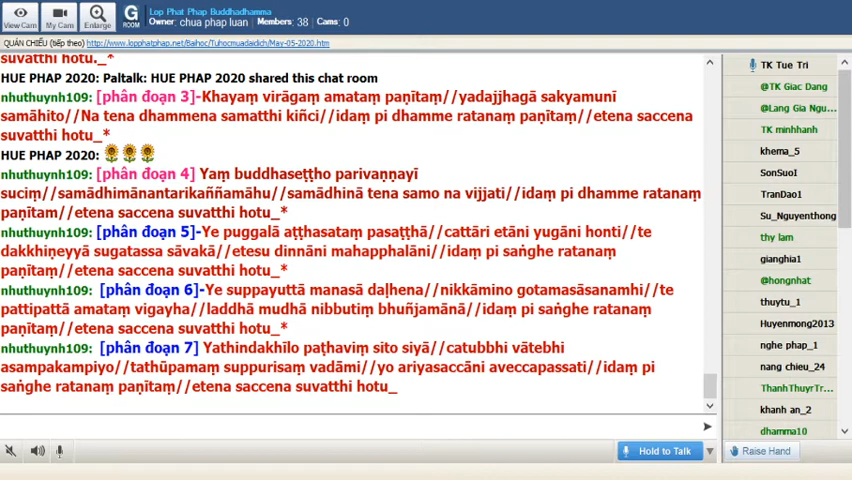 View Cam
My Cam
Enlarge
G
ROOM
Lop Phat Phap Buddhadhamma
Owner: chua phap luan Members: 38 Cams: 0
QUÁN CHIẾU (tiếp theo) http://www.lopphatphap.net/Baihoc/Tuhocmuadaidich/May-05-2020.htm
suvatthi hotu._*
HUE PHAP 2020: Paltalk: HUE PHAP 2020 shared this chat room
nhuthuynh109: [phân đoạn 3]-Khayaṃ virāgaṃ amataṃ paṇītaṃ//yadajjhagā sakyamunī
samāhito//Na tena dhammena samatthi kiñci//idaṃ pi dhamme ratanaṃ paṇītaṃ//etena saccena
suvatthi hotu_*
HUE PHAP 2020: 🌻🌻🌻
nhuthuynh109: [phân đoạn 4] Yaṃ buddhaseṭṭho parivaṇṇayī
suciṃ//samādhimānantarikaññamāhu//samādhinā tena samo na vijjati//idaṃ pi dhamme ratanaṃ
paṇītam//etena saccena suvatthi hotu_*
nhuthuynh109: [phân đoạn 5]-Ye puggalā aṭṭhasataṃ pasaṭṭhā//cattāri etāni yugāni honti//te
dakkhiṇeyyā sugatassa sāvakā//etesu dinnāni mahapphalāni//idaṃ pi saṅghe ratanaṃ
paṇītaṃ//etena saccena suvatthi hotu_*
nhuthuynh109: [phân đoạn 6]-Ye suppayuttā manasā daḷhena//nikkāmino gotamasāsanamhi//te
pattipattā amataṃ vigayha//laddhā mudhā nibbutiṃ bhuñjamānā//idaṃ pi saṅghe ratanaṃ
paṇītaṃ//etena saccena suvatthi hotu_*
nhuthuynh109: [phân đoạn 7] Yathindakhīlo paṭhaviṃ sito siyā//catubbhi vātebhi
asampakampiyo//tathūpamaṃ suppurisaṃ vadāmi//yo ariyasaccāni aveccapassati//idaṃ pi
saṅghe ratanaṃ paṇītaṃ//etena saccena suvatthi hotu_
Hold to Talk
TK Tue Tri
@TK Giac Dang
@Lang Gia Ngu...
TK minhhanh
khema_5
SonSuoI
TranDao1
Su_Nguyenthong
thy lam
gianghia1
@hongnhat
thuytu_1
Huyenmong2013
nghe phap_1
nang chieu_24
ThanhThuyrTr...
khanh an_2
dhamma10
Raise Hand